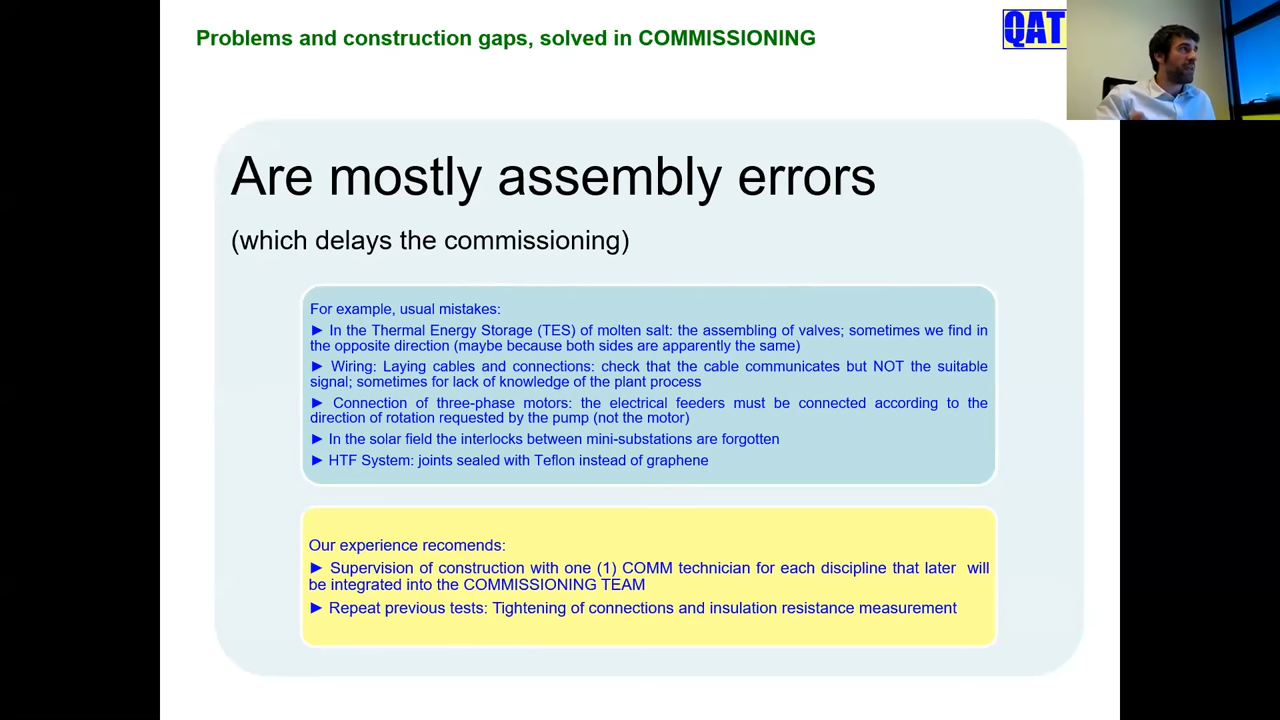 Problems and construction gaps, solved in COMMISSIONING
QAT
Are mostly assembly errors
(which delays the commissioning)
For example, usual mistakes:
► In the Thermal Energy Storage (TES) of molten salt: the assembling of valves; sometimes we find in
the opposite direction (maybe because both sides are apparently the same)
► Wiring: Laying cables and connections: check that the cable communicates but NOT the suitable
signal; sometimes for lack of knowledge of the plant process
► Connection of three-phase motors: the electrical feeders must be connected according to the
direction of rotation requested by the pump (not the motor)
► In the solar field the interlocks between mini-substations are forgotten
► HTF System: joints sealed with Teflon instead of graphene
Our experience recomends:
► Supervision of construction with one (1) COMM technician for each discipline that later will
be integrated into the COMMISSIONING TEAM
► Repeat previous tests: Tightening of connections and insulation resistance measurement